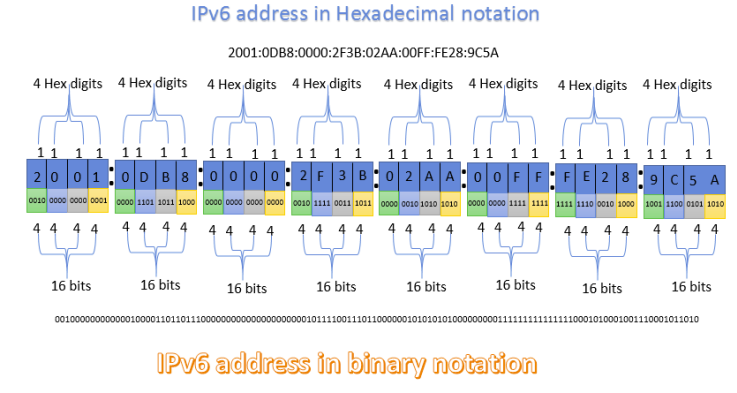 IPv6 address in Hexadecimal notation
2001:0DB8:0000:2F3B:02AA:00FF:FE28:9C5A
4 Hex digits 4 Hex digits 4 Hex digits 4 Hex digits 4 Hex digits 4 Hex digits 4 Hex digits 4 Hex digits
1 1 1 1 1 1 1 1 1 1 1 1 1 1 1 1 1 1 1 1 1 1 1 1 1 1 1 1 1 1 1 1
2 0 0 1 : 0 D B 8 : 0 0 0 0 : 2 F 3 B : 0 2 A A : 0 0 F F : F E 2 8 : 9 C 5 A
0010 0000 0000 0001 0000 1101 1011 1000 0000 0000 0000 0000 0010 1111 0011 1011 0000 0010 1010 1010 0000 0000 1111 1111 1111 1110 0010 1000 1001 1100 0101 1010
4 4 4 4 4 4 4 4 4 4 4 4 4 4 4 4 4 4 4 4 4 4 4 4 4 4 4 4 4 4 4 4
16 bits 16 bits 16 bits 16 bits 16 bits 16 bits 16 bits 16 bits
00100000000000010000110110111000000000000000000000101111001110110000001010101010000000001111111111111110001010001001110001011010
IPv6 address in binary notation